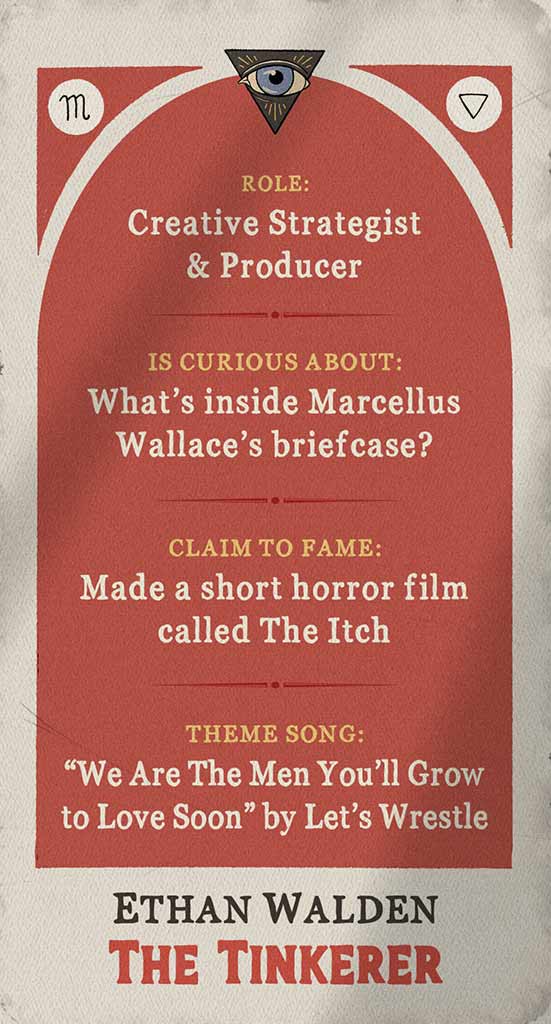 ROLE:
Creative Strategist
& Producer
IS CURIOUS ABOUT:
What's inside Marcellus
Wallace's briefcase?
CLAIM TO FAME:
Made a short horror film
called The Itch
THEME SONG:
“We Are The Men You'll Grow
to Love Soon” by Let's Wrestle
ETHAN WALDEN
THE TINKERER